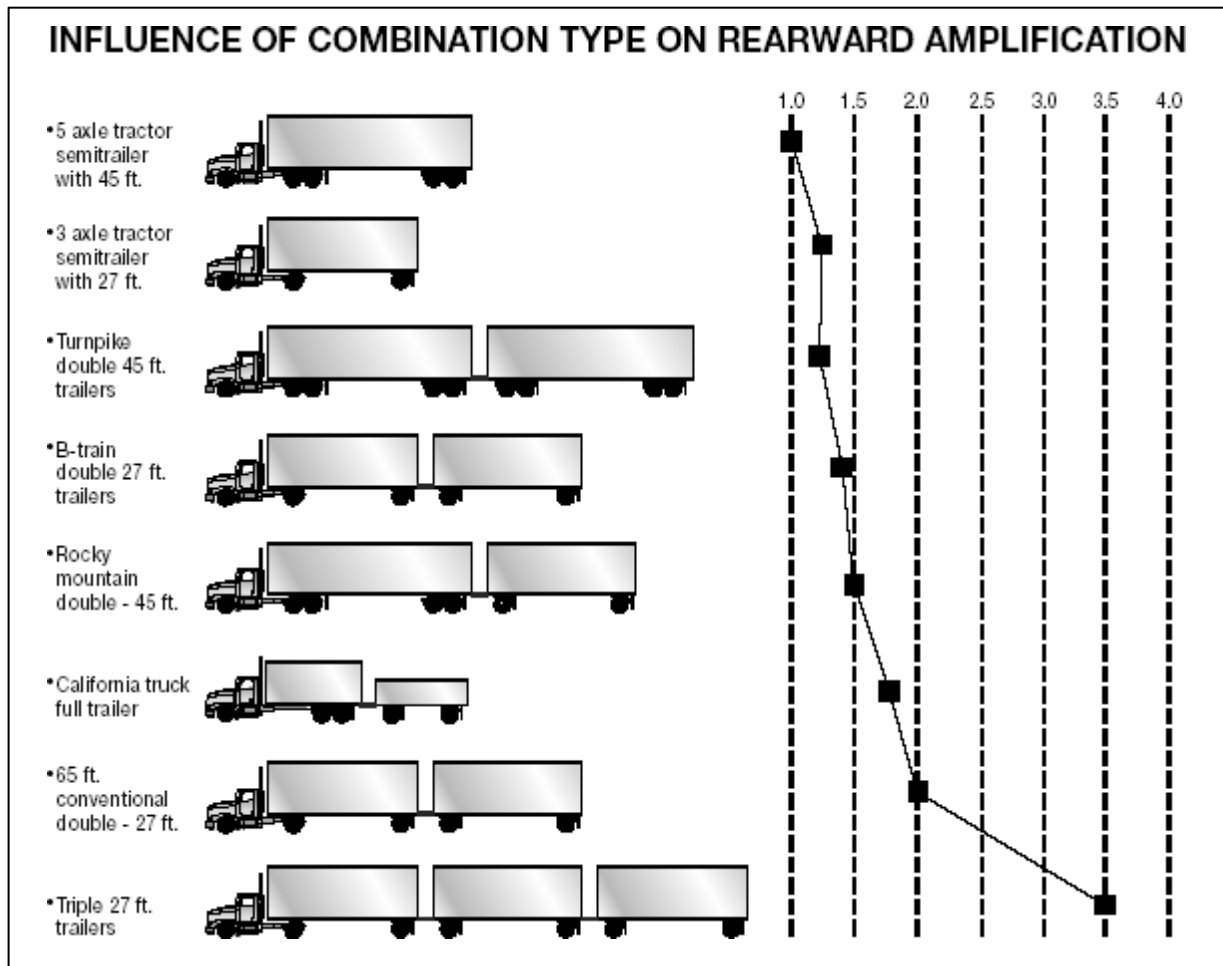 INFLUENCE OF COMBINATION TYPE ON REARWARD AMPLIFICATION
1.0 1.5 2.0 2.5 3.0 3.5 4.0
•5 axle tractor
semitrailer
with 45 ft.
•3 axle tractor
semitrailer
with 27 ft.
•Turnpike
double 45 ft.
trailers
•B-train
double 27 ft.
trailers
•Rocky
mountain
double - 45 ft.
•California truck
full trailer
•65 ft.
conventional
double - 27 ft.
•Triple 27 ft.
trailers